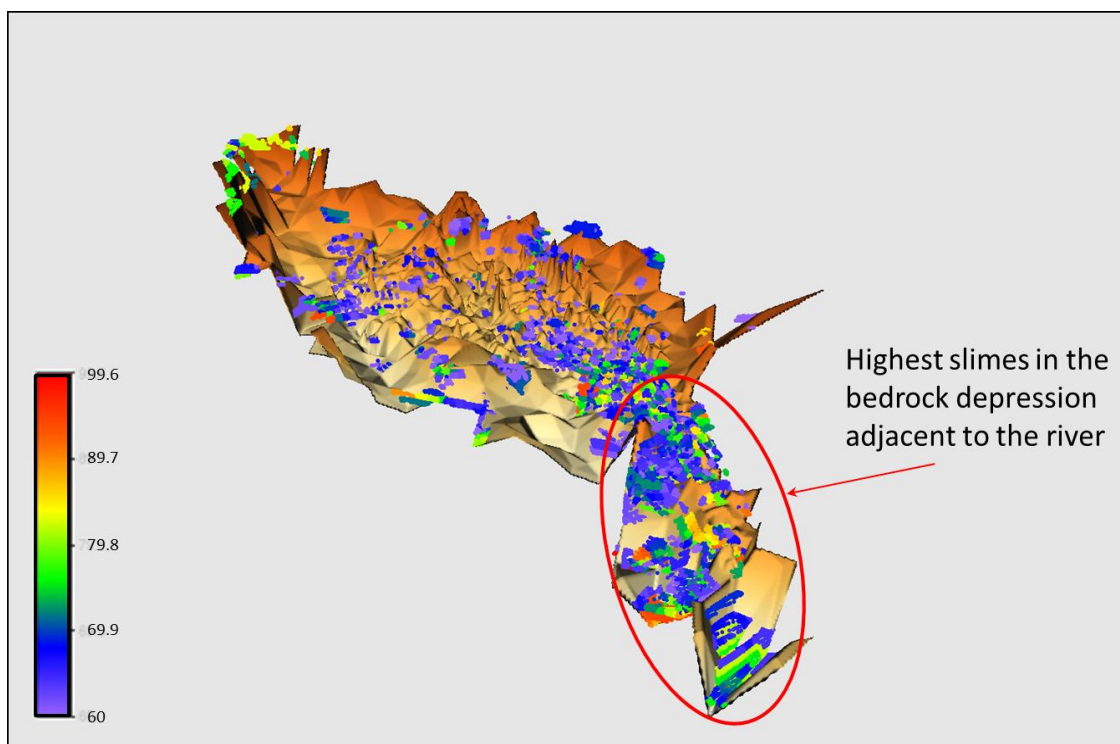 99.6
89.7
79.8
69.9
60
Highest slimes in the
bedrock depression
adjacent to the river